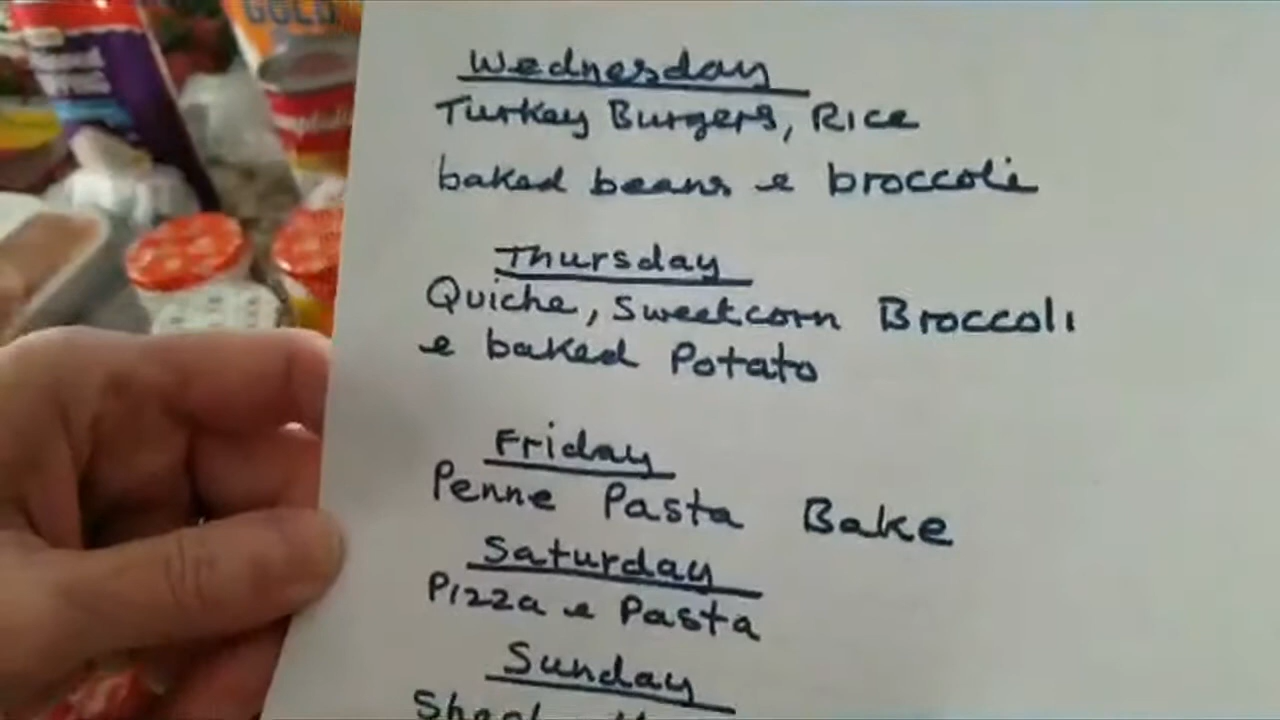 GOLD
Wednesday
Turkey Burgers, Rice
baked beans e broccoli
Thursday
Quiche, Sweetcorn Broccoli
e baked Potato
Friday
Penne Pasta Bake
Saturday
Pizza e Pasta
Sunday